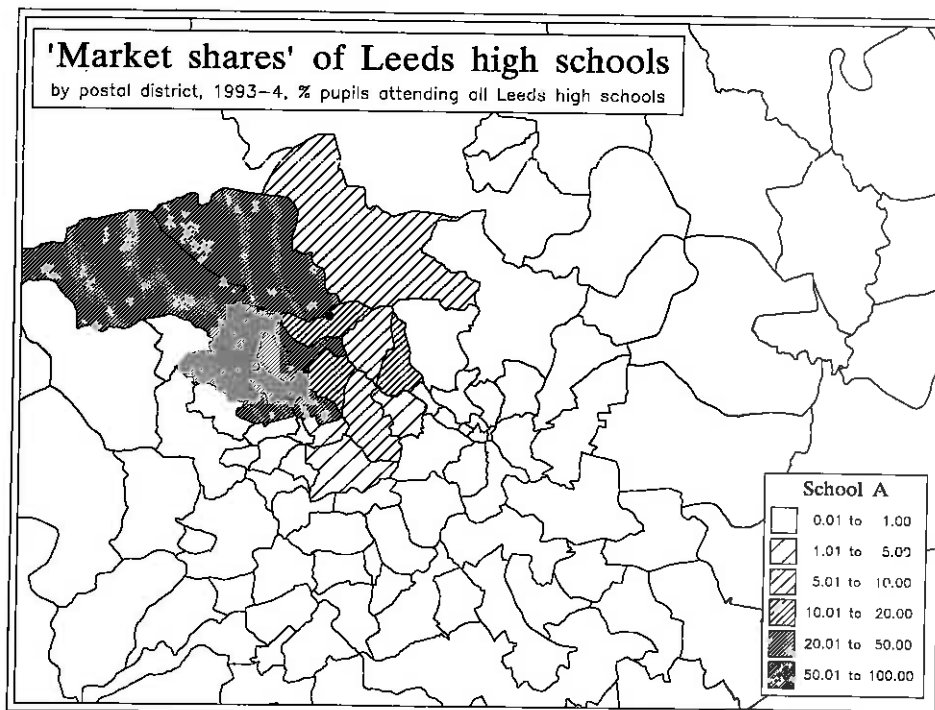 'Market shares' of Leeds high schools
by postal district, 1993-4, % pupils attending all Leeds high schools
School A
0.01 to 1.00
1.01 to 5.00
5.01 to 10.00
10.01 to 20.00
20.01 to 50.00
50.01 to 100.00